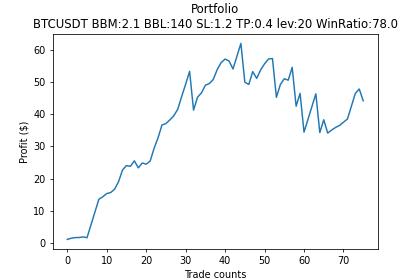 Portfolio
BTCUSDT BBM:2.1 BBL:140 SL:1.2 TP:0.4 lev:20 WinRatio:78.0
60
50
40
30
20
10
0
Profit ($)
0 10 20 30 40 50 60 70
Trade counts